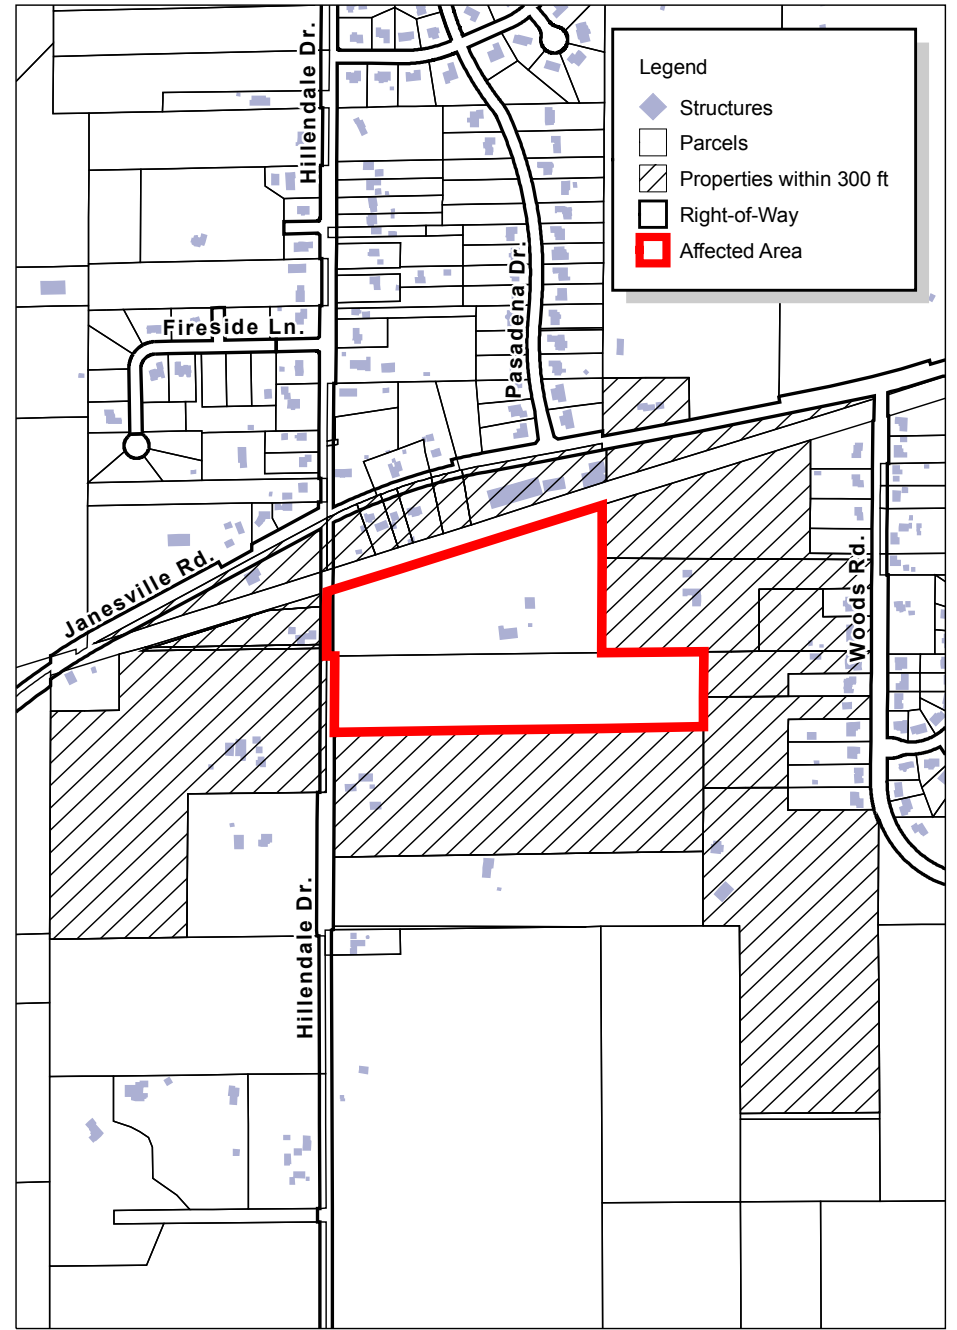 Hillendale Dr.
Legend
Structures
Parcels
Properties within 300 ft
Right-of-Way
Affected Area
Pasadena Dr.
Fireside Ln.
Janesville Rd.
Woods Rd.
Hillendale Dr.